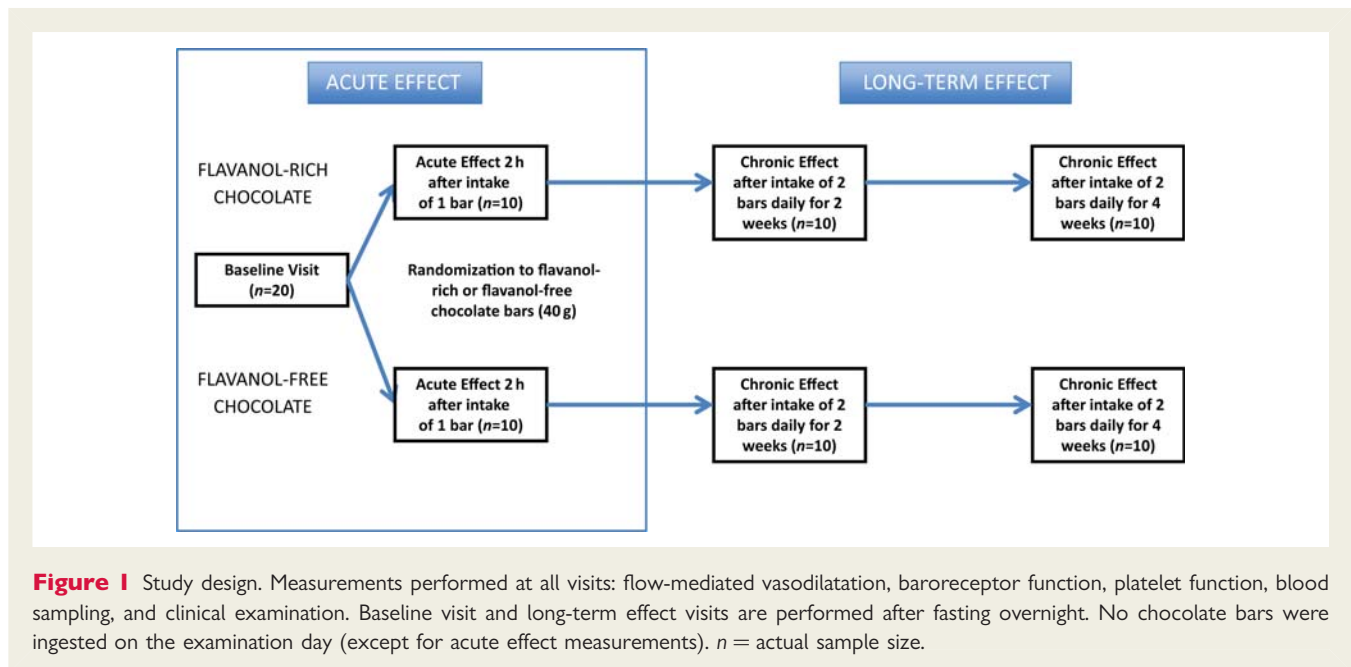 ACUTE EFFECT
LONG-TERM EFFECT
FLAVANOL-RICH
CHOCOLATE
Acute Effect 2 h
after intake
of 1 bar (n=10)
Chronic Effect
after intake of 2
bars daily for 2
weeks (n=10)
Chronic Effect
after intake of 2
bars daily for 4
weeks (n=10)
Baseline Visit
(n=20)
Randomization to flavanol-
rich or flavanol-free
chocolate bars (40 g)
FLAVANOL-FREE
CHOCOLATE
Acute Effect 2 h
after intake
of 1 bar (n=10)
Chronic Effect
after intake of 2
bars daily for 2
weeks (n=10)
Chronic Effect
after intake of 2
bars daily for 4
weeks (n=10)
Figure 1 Study design. Measurements performed at all visits: flow-mediated vasodilatation, baroreceptor function, platelet function, blood
sampling, and clinical examination. Baseline visit and long-term effect visits are performed after fasting overnight. No chocolate bars were
ingested on the examination day (except for acute effect measurements). n = actual sample size.